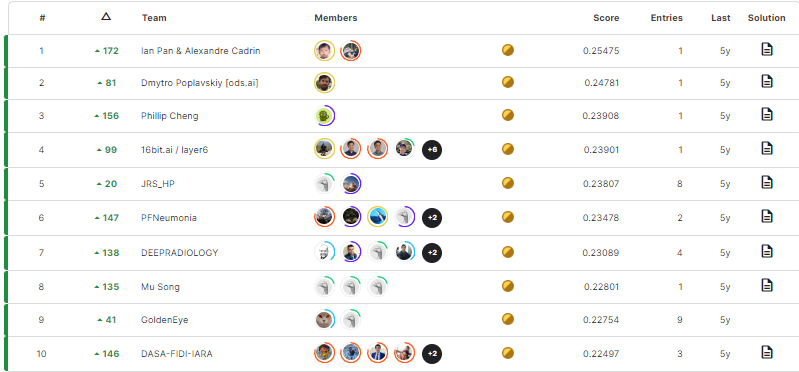 # △ Team Members Score Entries Last Solution
1 172 Ian Pan & Alexandre Cadrin 0.25475 1 5y
2 81 Dmytro Poplavskiy [ods.ai] 0.24781 1 5y
3 156 Phillip Cheng 0.23908 1 5y
4 99 16bit.ai / layer6 +6 0.23901 1 5y
5 20 JRS_HP 0.23807 8 5y
6 147 PFNeumonia +2 0.23478 2 5y
7 138 DEEPRADIOLOGY +2 0.23089 4 5y
8 135 Mu Song 0.22801 1 5y
9 41 GoldenEye 0.22754 9 5y
10 146 DASA-FIDI-IARA +2 0.22497 3 5y